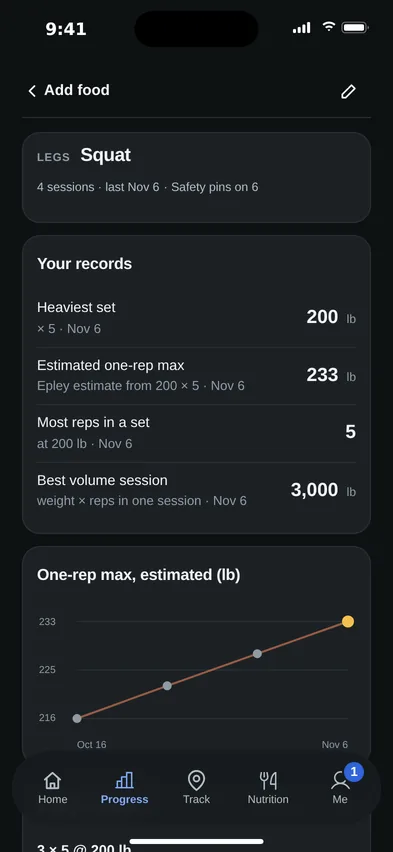 9:41
Add food
LEGS Squat
4 sessions · last Nov 6 · Safety pins on 6
Your records
Heaviest set
× 5 · Nov 6
200 lb
Estimated one-rep max
Epley estimate from 200 × 5 · Nov 6
233 lb
Most reps in a set
at 200 lb · Nov 6
5
Best volume session
weight × reps in one session · Nov 6
3,000 lb
One-rep max, estimated (lb)
233
225
216
Oct 16 Nov 6
1
Home Progress Track Nutrition Me
3 × 5 @ 200 lb